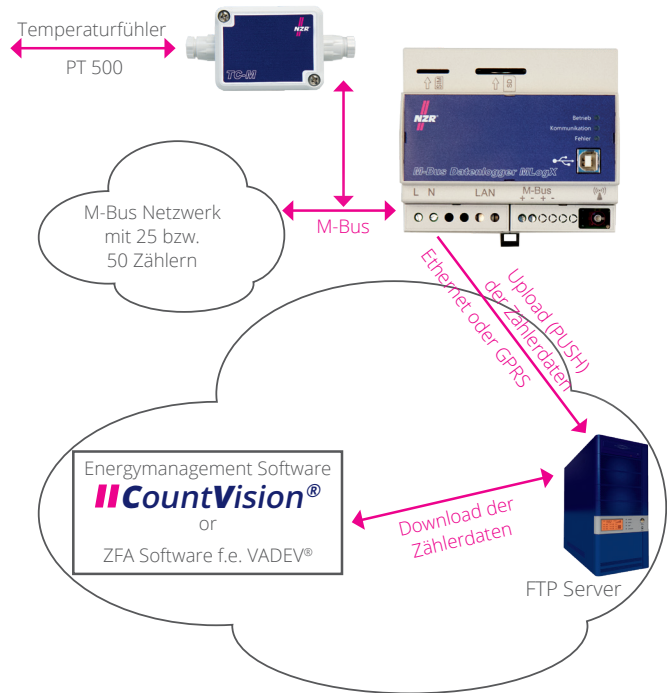 Temperaturfühler
PT 500
NZR
TC-M
SIM
SD
NZR®
Betrieb
Kommunikation
Fehler
M-Bus Datenlogger MLogX
L N LAN M-Bus
+ - + -
M-Bus Netzwerk
mit 25 bzw.
50 Zählern
M-Bus
Upload (PUSH)
der Zählerdaten
Ethernet oder GPRS
Energymanagement Software
CountVision®
or
ZFA Software f.e. VADEV®
Download der
Zählerdaten
FTP Server